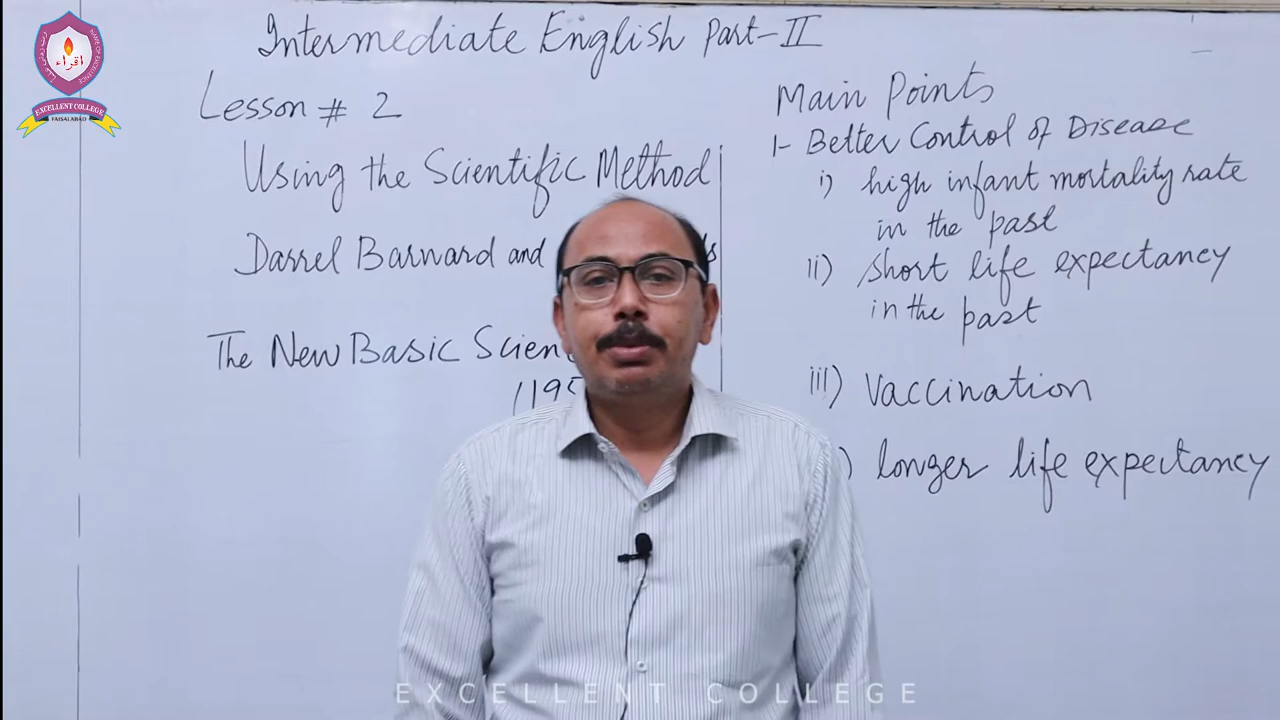 Intermediate English Part-II
Lesson # 2
Using the Scientific Method
Darrel Barnard and
The New Basic
(195
Main Points
1- Better Control of Disease
i) high infant mortality rate
in the past
ii) short life expectancy
in the past
iii) Vaccination
) longer life expectancy
اقراء
EXCELLENT COLLEGE
FAISALABAD
EXCELLENT COLLEGE